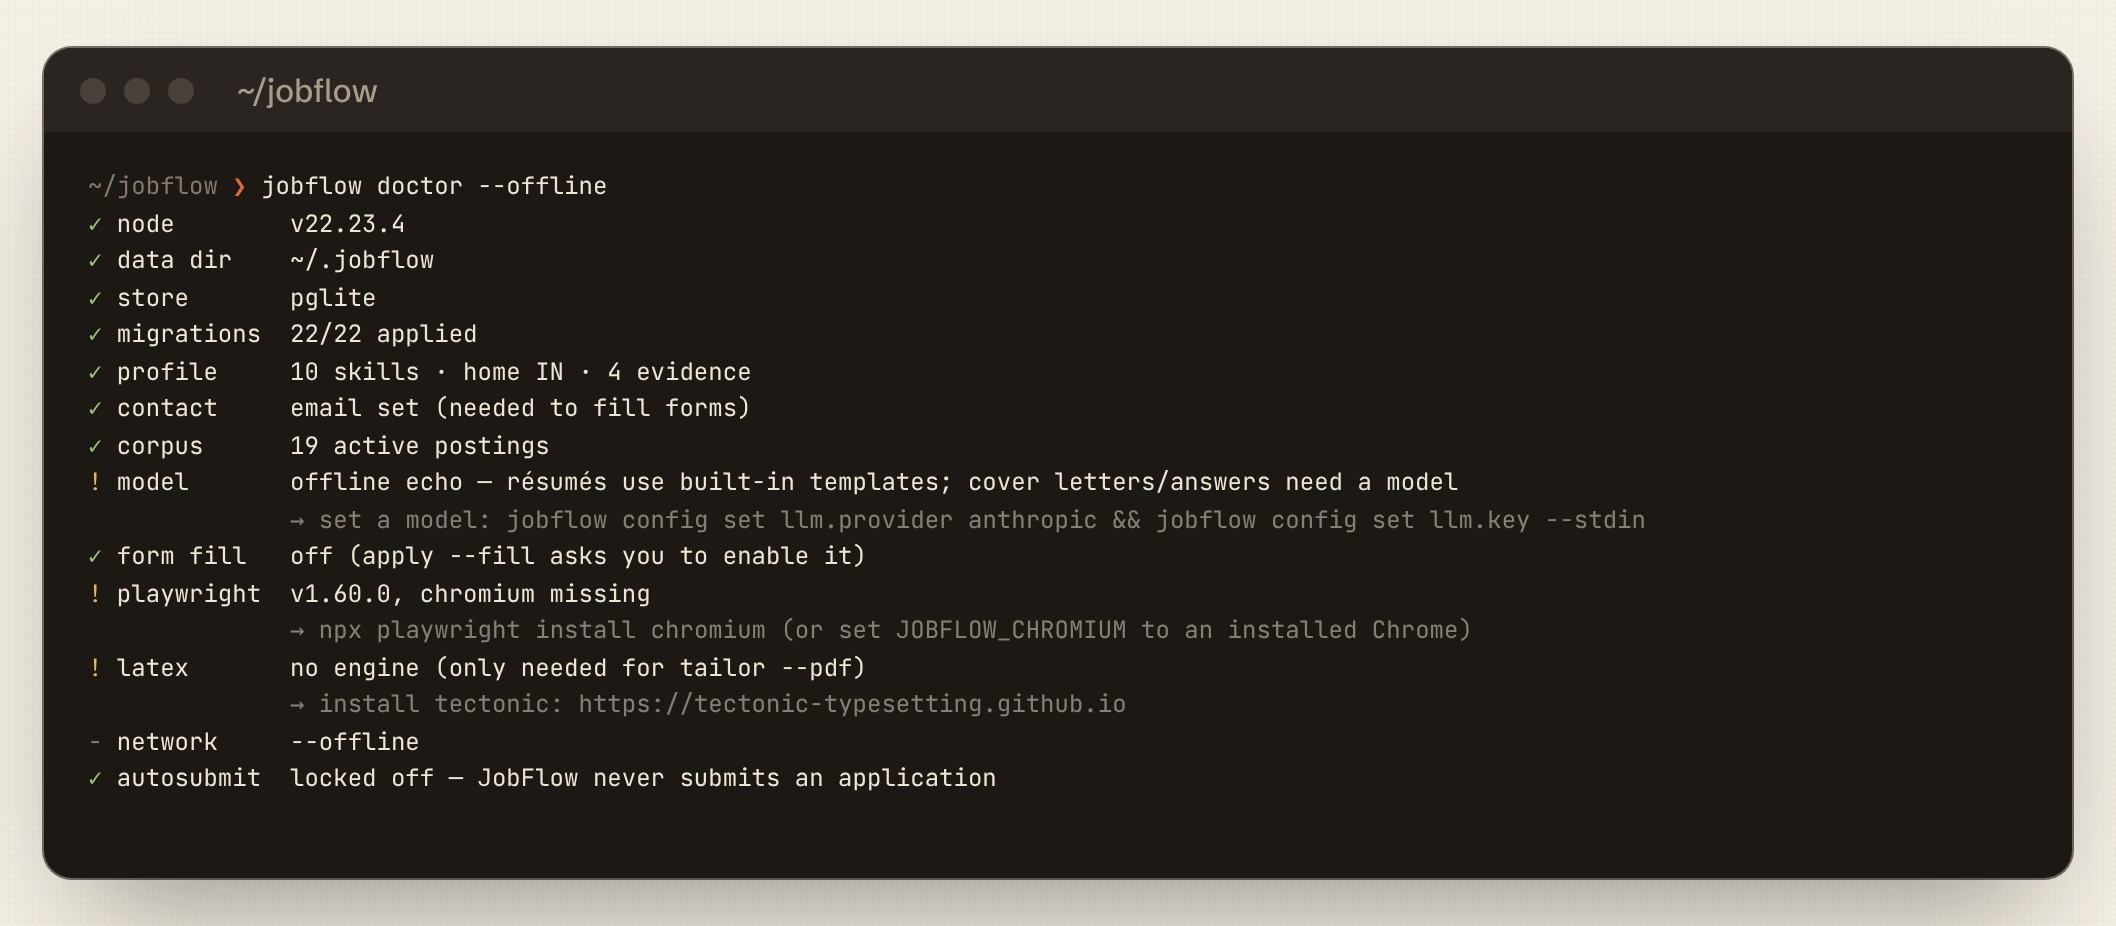 ~/jobflow
~/jobflow ❯ jobflow doctor --offline
✓ node        v22.23.4
✓ data dir    ~/.jobflow
✓ store       pglite
✓ migrations  22/22 applied
✓ profile     10 skills · home IN · 4 evidence
✓ contact     email set (needed to fill forms)
✓ corpus      19 active postings
! model       offline echo — résumés use built-in templates; cover letters/answers need a model
              → set a model: jobflow config set llm.provider anthropic && jobflow config set llm.key --stdin
✓ form fill   off (apply --fill asks you to enable it)
! playwright  v1.60.0, chromium missing
              → npx playwright install chromium (or set JOBFLOW_CHROMIUM to an installed Chrome)
! latex       no engine (only needed for tailor --pdf)
              → install tectonic: https://tectonic-typesetting.github.io
- network     --offline
✓ autosubmit  locked off — JobFlow never submits an application